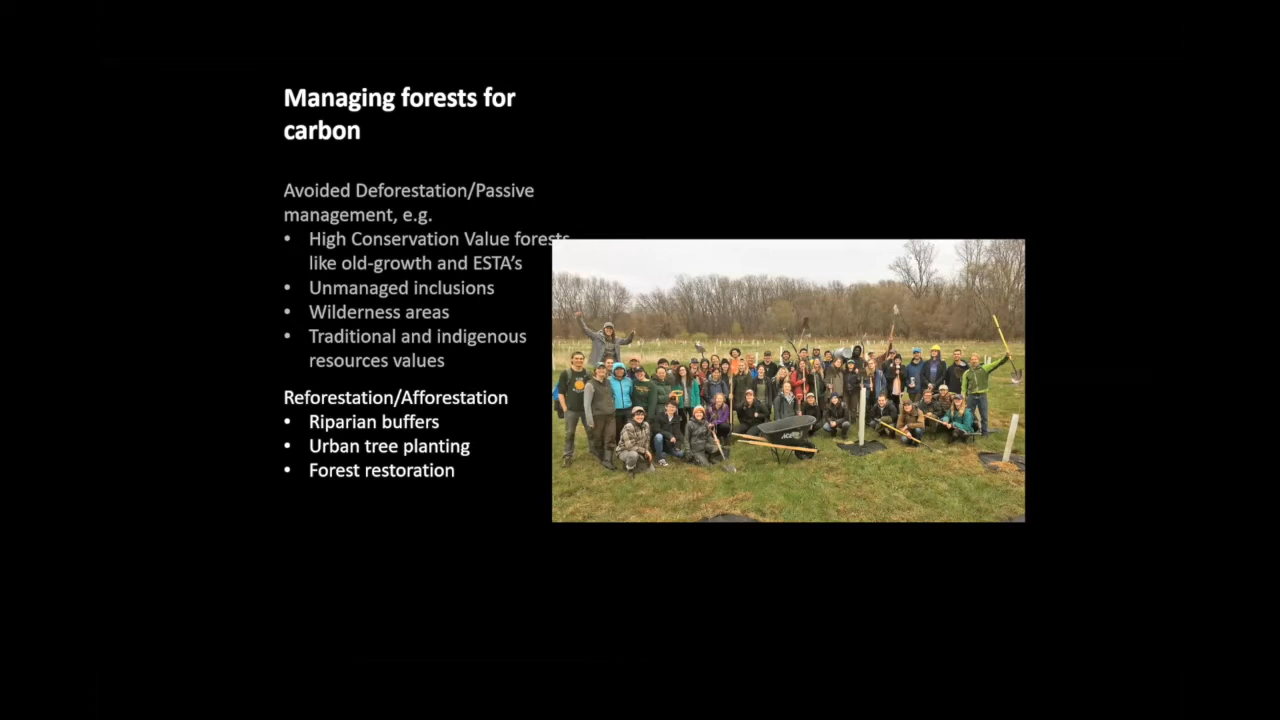 Managing forests for
carbon
Avoided Deforestation/Passive
management, e.g.
• High Conservation Value forests
like old-growth and ESTA's
• Unmanaged inclusions
• Wilderness areas
• Traditional and indigenous
resources values
Reforestation/Afforestation
• Riparian buffers
• Urban tree planting
• Forest restoration